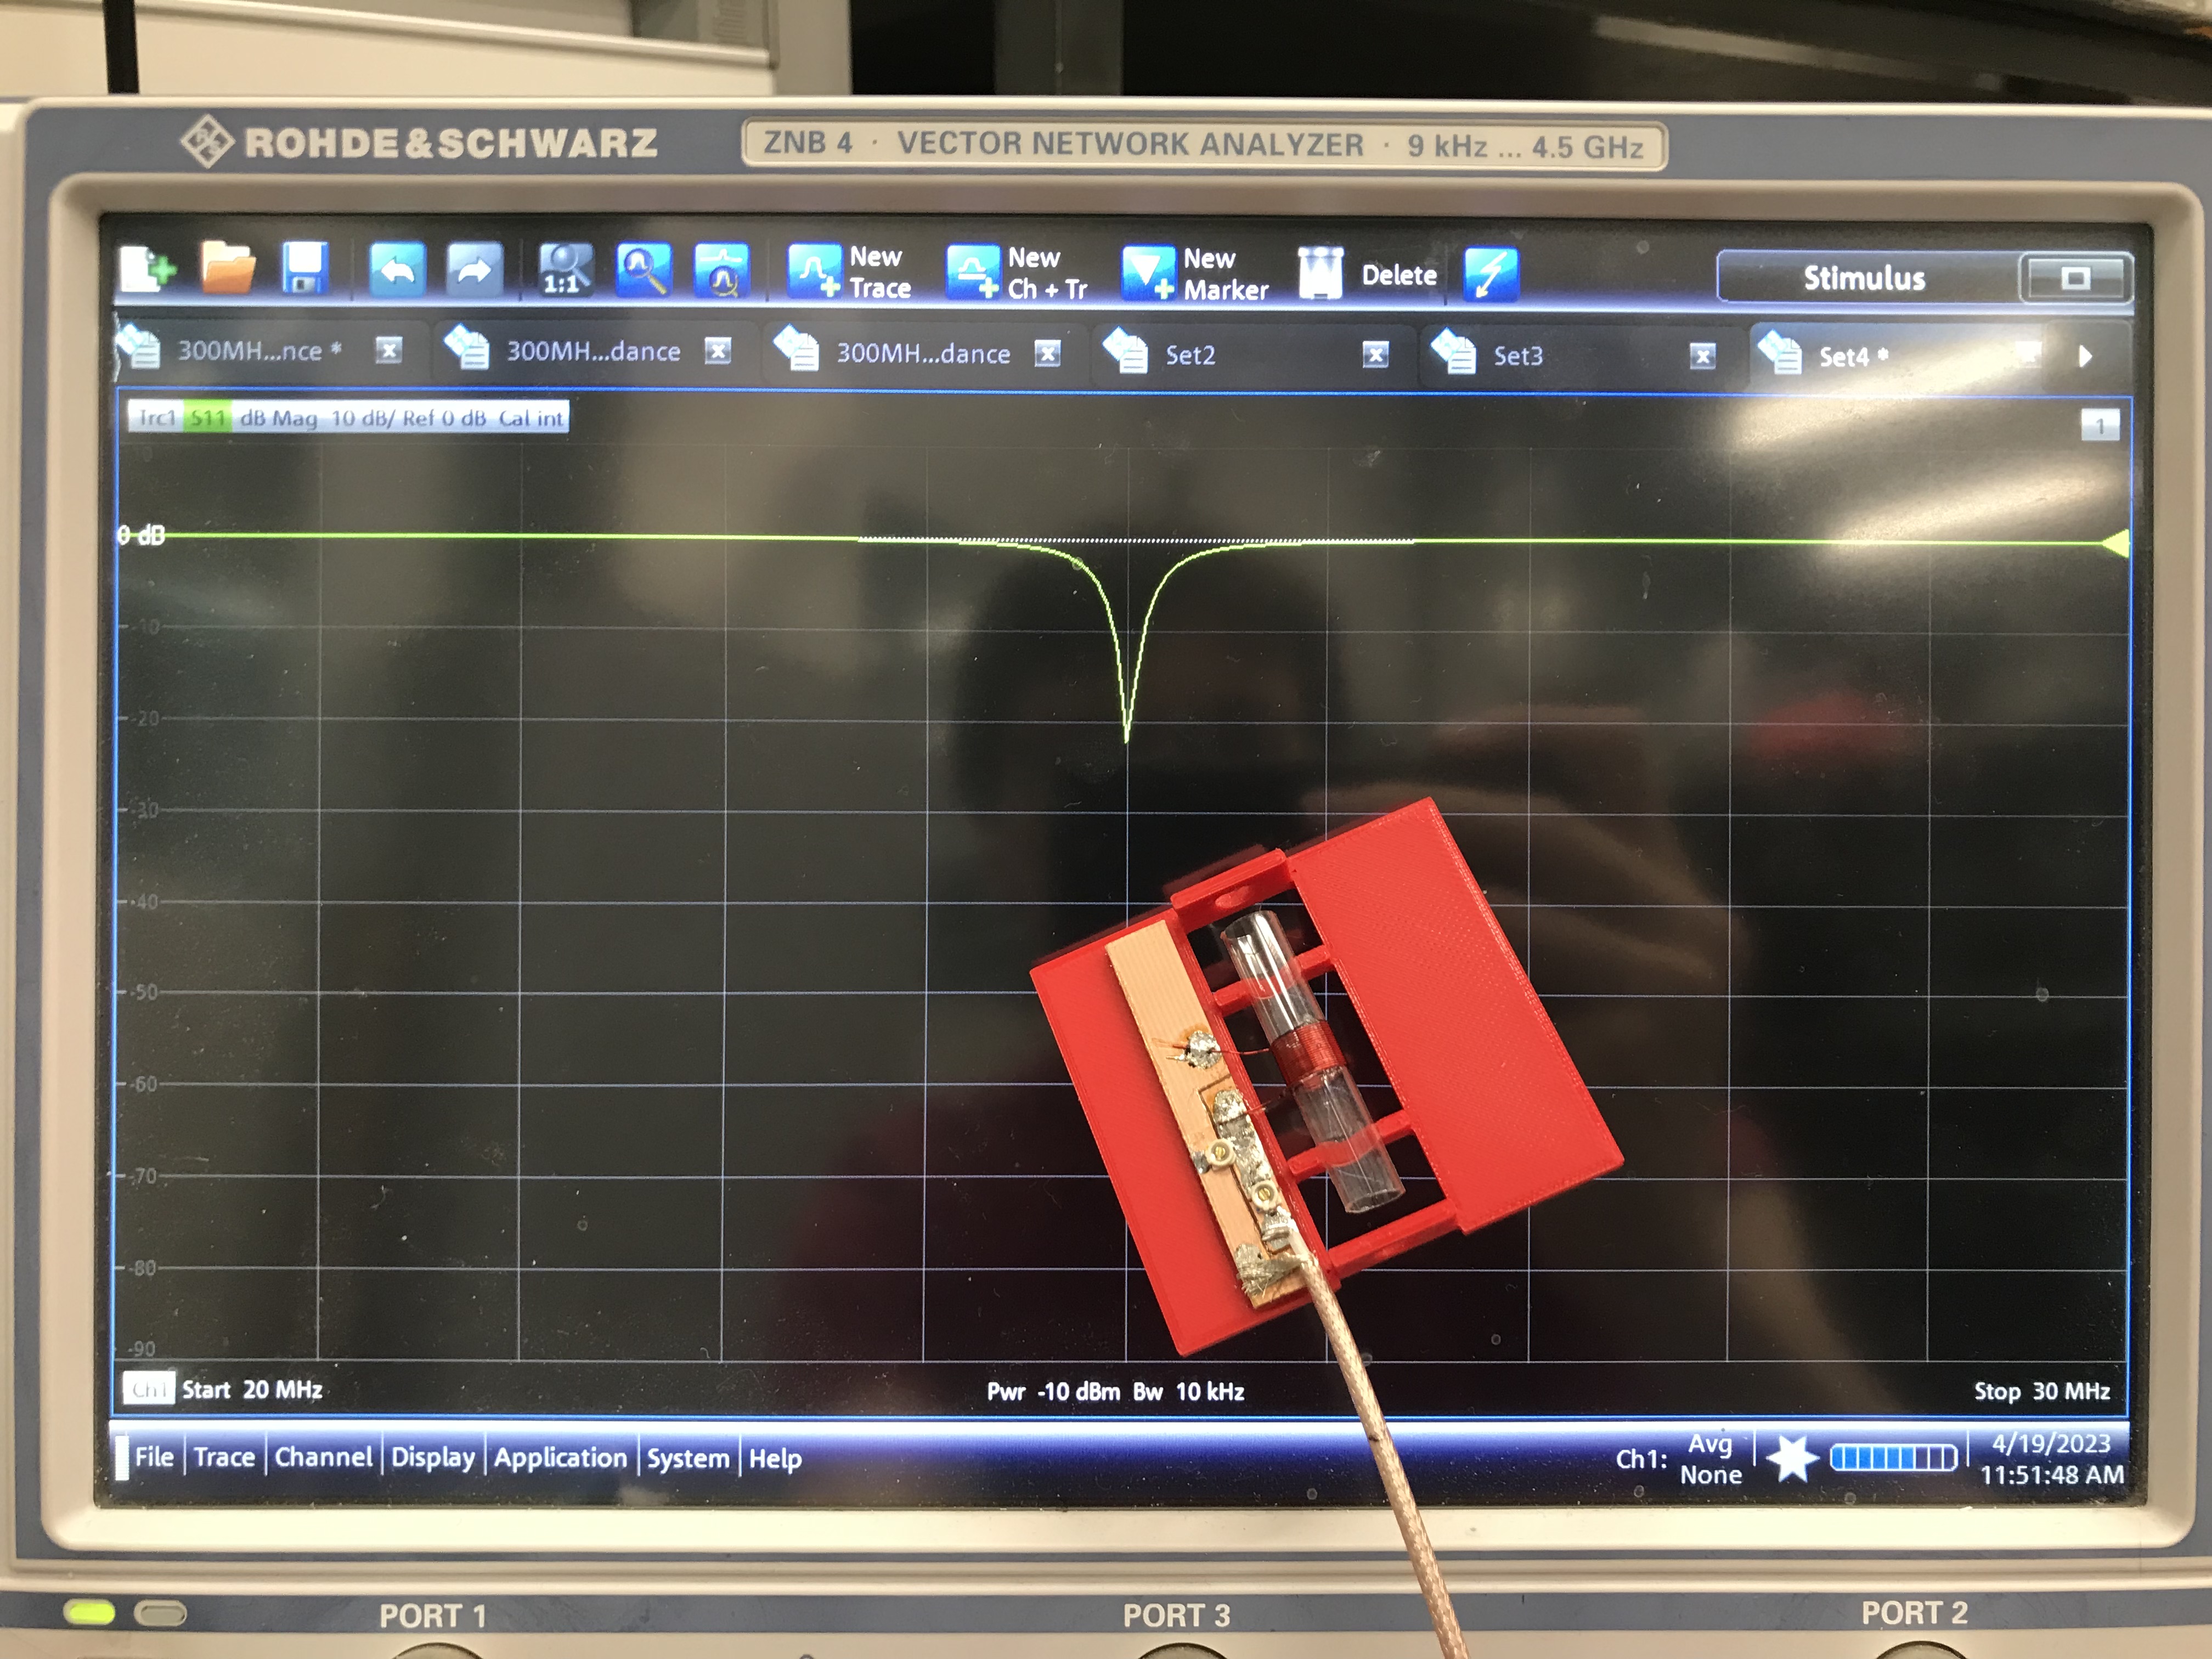 ROHDE & SCHWARZ
ZNB 4 · VECTOR NETWORK ANALYZER · 9 kHz ... 4.5 GHz
1:1
New Trace
New Ch + Tr
New Marker
Delete
Stimulus
300MH...nce *
300MH...dance
300MH...dance
Set2
Set3
Set4 *
Trc1 S11 dB Mag 10 dB/ Ref 0 dB Cal int
1
0 dB
-10
-20
-30
-40
-50
-60
-70
-80
-90
Ch1 Start 20 MHz
Pwr -10 dBm Bw 10 kHz
Stop 30 MHz
File Trace Channel Display Application System Help
Ch1: Avg None
4/19/2023
11:51:48 AM
PORT 1
PORT 3
PORT 2